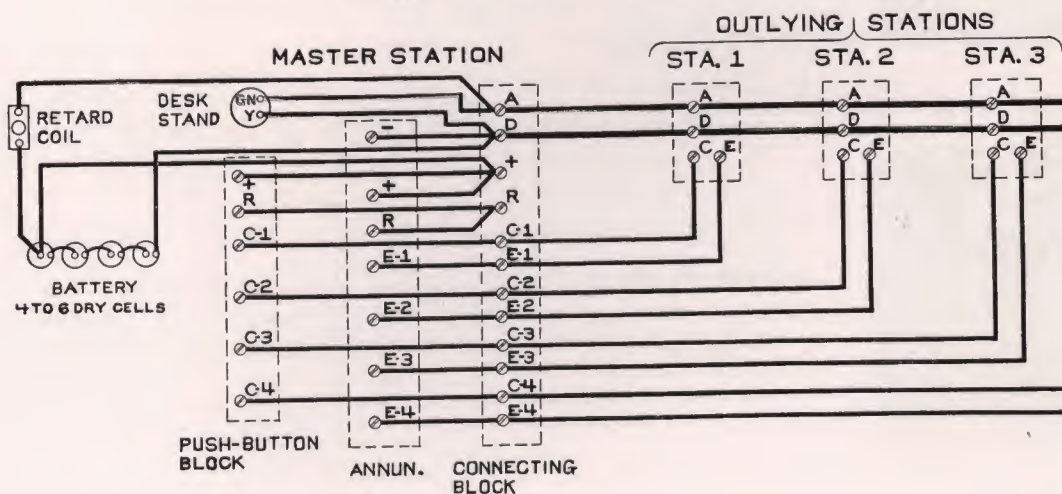 OUTLYING STATIONS
MASTER STATION
STA. 1
STA. 2
STA. 3
RETARD
COIL
DESK
STAND
GN
Y
BATTERY
4 TO 6 DRY CELLS
+
R
C-1
C-2
C-3
C-4
PUSH-BUTTON
BLOCK
-
+
R
E-1
E-2
E-3
E-4
ANNUN.
A
D
+
R
C-1
E-1
C-2
E-2
C-3
E-3
C-4
E-4
CONNECTING
BLOCK
A
D
C E
A
D
C E
A
D
C E